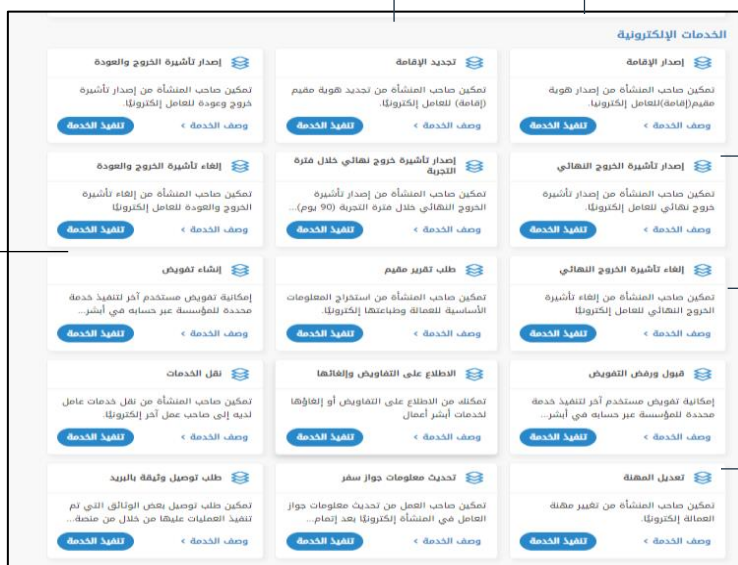 الخدمات الإلكترونية
إصدار الإقامة
تمكين صاحب المنشأة من إصدار هوية
مقيم(إقامة)للعامل إلكترونيا.
وصف الخدمة >
تنفيذ الخدمة
تجديد الإقامة
تمكين صاحب المنشأة من تجديد هوية مقيم
(إقامة) للعامل إلكترونيًا.
وصف الخدمة >
تنفيذ الخدمة
إصدار تأشيرة الخروج والعودة
تمكين صاحب المنشأة من إصدار تأشيرة
خروج وعودة للعامل إلكترونيًا.
وصف الخدمة >
تنفيذ الخدمة
إصدار تأشيرة الخروج النهائي
تمكين صاحب المنشأة من إصدار تأشيرة
خروج نهائي للعامل إلكترونيًا.
وصف الخدمة >
تنفيذ الخدمة
إصدار تأشيرة خروج نهائي خلال فترة
التجربة
تمكين صاحب المنشأة من إصدار تأشيرة
الخروج النهائي خلال فترة التجربة (90 يوم)...
وصف الخدمة >
تنفيذ الخدمة
إلغاء تأشيرة الخروج والعودة
تمكين صاحب المنشأة من إلغاء تأشيرة
الخروج والعودة للعامل إلكترونيًا
وصف الخدمة >
تنفيذ الخدمة
إلغاء تأشيرة الخروج النهائي
تمكين صاحب المنشأة من إلغاء تأشيرة
الخروج النهائي للعامل إلكترونيًا
وصف الخدمة >
تنفيذ الخدمة
طلب تقرير مقيم
تمكين صاحب المنشأة من استخراج المعلومات
الأساسية للعمالة وطباعتها إلكترونيًا.
وصف الخدمة >
تنفيذ الخدمة
إنشاء تفويض
إمكانية تفويض مستخدم آخر لتنفيذ خدمة
محددة للمؤسسة عبر حسابه في أبشر...
وصف الخدمة >
تنفيذ الخدمة
قبول ورفض التفويض
إمكانية تفويض مستخدم آخر لتنفيذ خدمة
محددة للمؤسسة عبر حسابه في أبشر...
وصف الخدمة >
تنفيذ الخدمة
الاطلاع على التفاويض وإلغائها
تمكنك من الاطلاع على التفاويض أو إلغاؤها
لخدمات أبشر أعمال
وصف الخدمة >
تنفيذ الخدمة
نقل الخدمات
تمكين صاحب المنشأة من نقل خدمات عامل
لديه إلى صاحب عمل آخر إلكترونيًا.
وصف الخدمة >
تنفيذ الخدمة
تعديل المهنة
تمكين صاحب المنشأة من تغيير مهنة
العمالة إلكترونيًا.
وصف الخدمة >
تنفيذ الخدمة
تحديث معلومات جواز سفر
تمكين صاحب العمل من تحديث معلومات جواز
العامل في المنشأة إلكترونيًا بعد إتمام...
وصف الخدمة >
تنفيذ الخدمة
طلب توصيل وثيقة بالبريد
تمكين طلب توصيل بعض الوثائق التي تم
تنفيذ العمليات عليها من خلال من منصة...
وصف الخدمة >
تنفيذ الخدمة